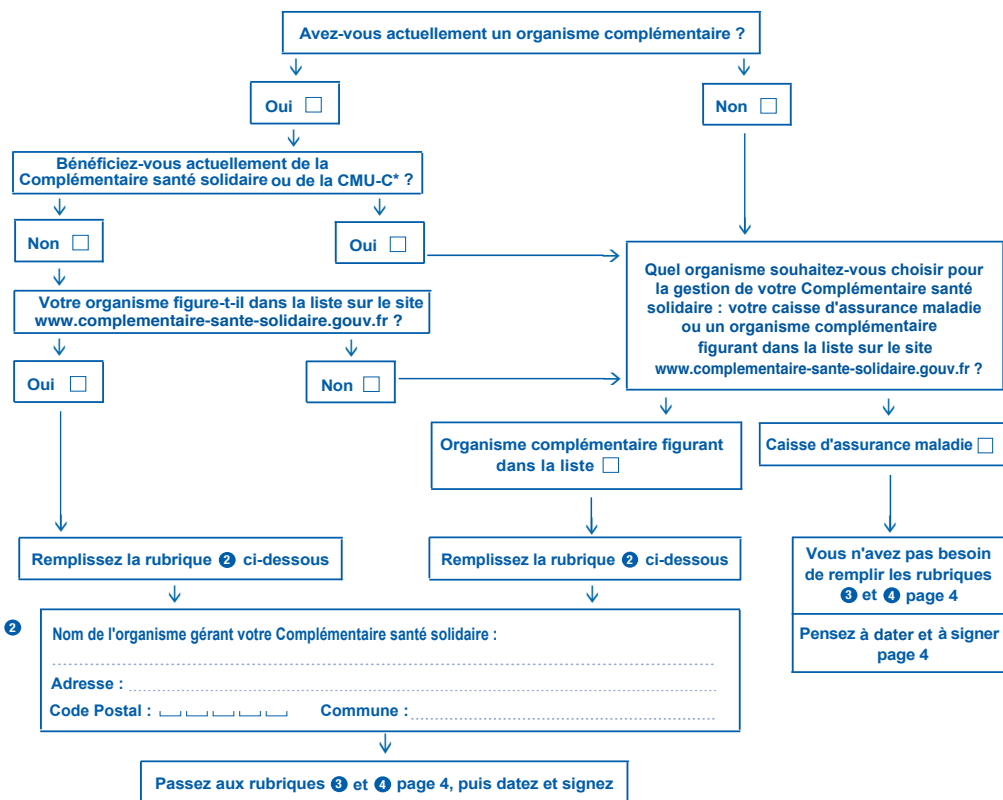 Avez-vous actuellement un organisme complémentaire ?
Oui
Non
Bénéficiez-vous actuellement de la
Complémentaire santé solidaire ou de la CMU-C* ?
Non
Oui
Quel organisme souhaitez-vous choisir pour
la gestion de votre Complémentaire santé
solidaire : votre caisse d'assurance maladie
ou un organisme complémentaire
figurant dans la liste sur le site
www.complementaire-sante-solidaire.gouv.fr ?
Votre organisme figure-t-il dans la liste sur le site
www.complementaire-sante-solidaire.gouv.fr ?
Oui
Non
Organisme complémentaire figurant
dans la liste
Caisse d'assurance maladie
Remplissez la rubrique 2 ci-dessous
Remplissez la rubrique 2 ci-dessous
Vous n'avez pas besoin
de remplir les rubriques
3 et 4 page 4
Pensez à dater et à signer
page 4
2
Nom de l'organisme gérant votre Complémentaire santé solidaire :
Adresse :
Code Postal : Commune :
Passez aux rubriques 3 et 4 page 4, puis datez et signez